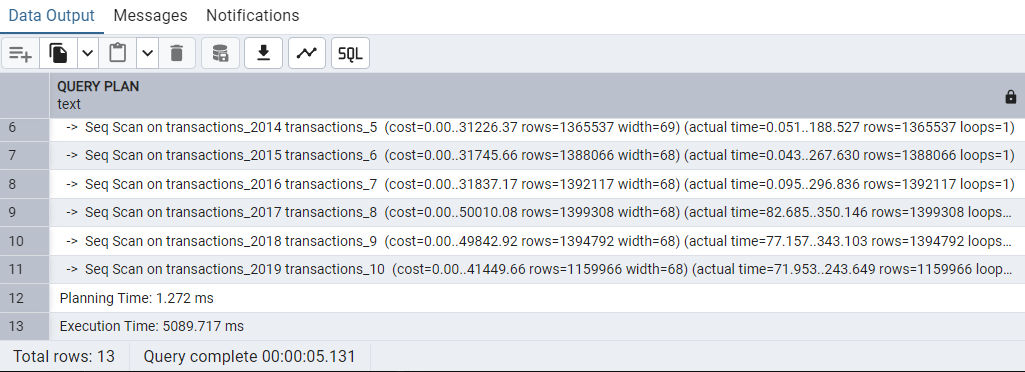 Data Output Messages Notifications
SQL
QUERY PLAN
text
6 -> Seq Scan on transactions_2014 transactions_5 (cost=0.00..31226.37 rows=1365537 width=69) (actual time=0.051..188.527 rows=1365537 loops=1)
7 -> Seq Scan on transactions_2015 transactions_6 (cost=0.00..31745.66 rows=1388066 width=68) (actual time=0.043..267.630 rows=1388066 loops=1)
8 -> Seq Scan on transactions_2016 transactions_7 (cost=0.00..31837.17 rows=1392117 width=68) (actual time=0.095..296.836 rows=1392117 loops=1)
9 -> Seq Scan on transactions_2017 transactions_8 (cost=0.00..50010.08 rows=1399308 width=68) (actual time=82.685..350.146 rows=1399308 loops...
10 -> Seq Scan on transactions_2018 transactions_9 (cost=0.00..49842.92 rows=1394792 width=68) (actual time=77.157..343.103 rows=1394792 loops...
11 -> Seq Scan on transactions_2019 transactions_10 (cost=0.00..41449.66 rows=1159966 width=68) (actual time=71.953..243.649 rows=1159966 loop...
12 Planning Time: 1.272 ms
13 Execution Time: 5089.717 ms
Total rows: 13 Query complete 00:00:05.131